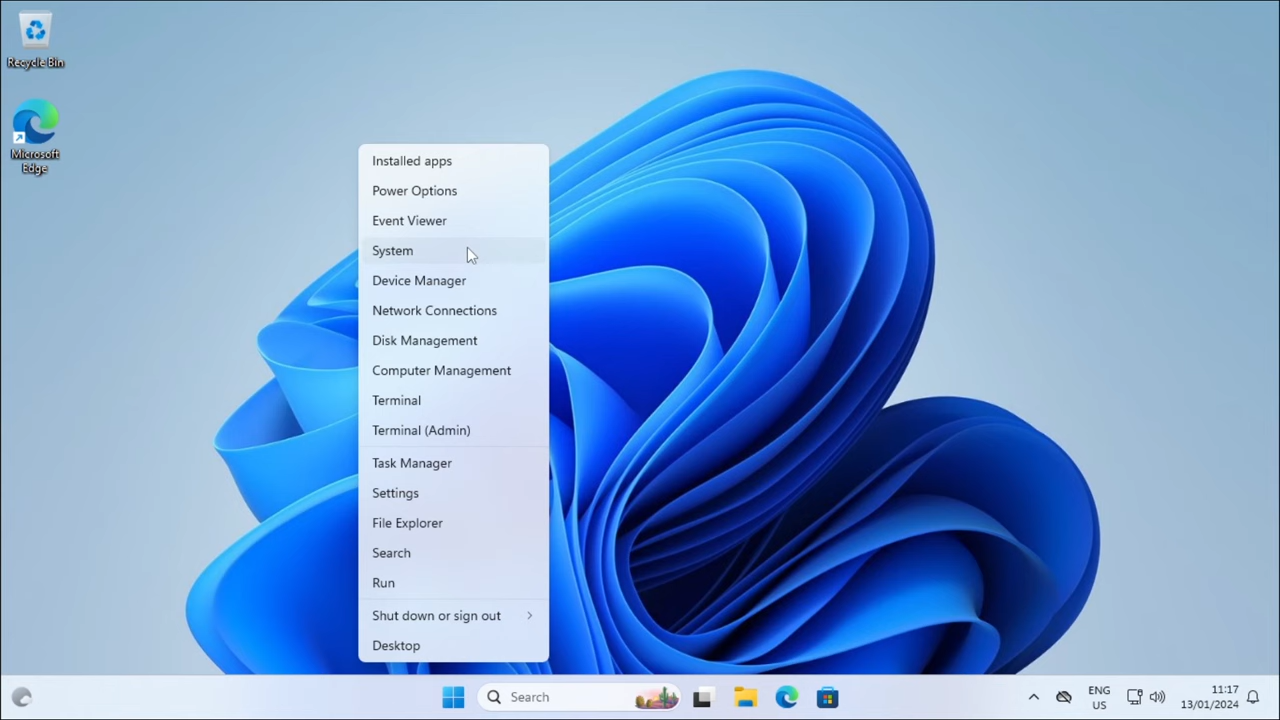 Recycle Bin
Microsoft
Edge
Installed apps
Power Options
Event Viewer
System
Device Manager
Network Connections
Disk Management
Computer Management
Terminal
Terminal (Admin)
Task Manager
Settings
File Explorer
Search
Run
Shut down or sign out
Desktop
Search
ENG
US
11:17
13/01/2024